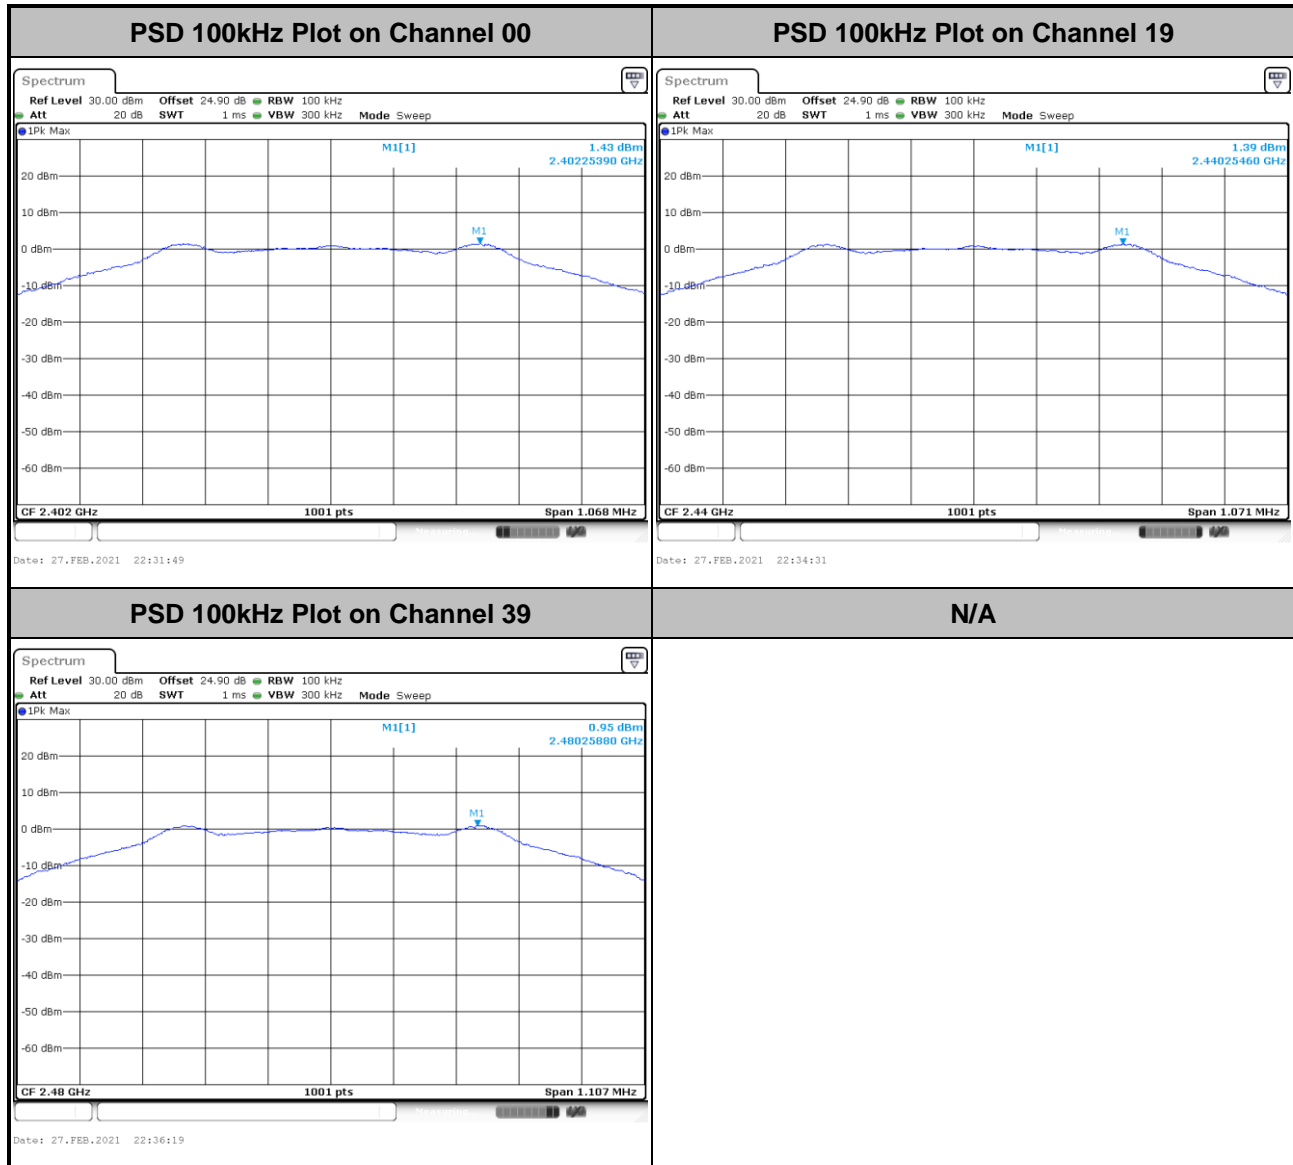 PSD 100kHz Plot on Channel 00
Spectrum
Ref Level 30.00 dBm Offset 24.90 dB RBW 100 kHz
Att 20 dB SWT 1 ms VBW 300 kHz Mode Sweep
1Pk Max
M1[1] 1.43 dBm
2.40225390 GHz
20 dBm
10 dBm
M1
0 dBm
-10 dBm
-20 dBm
-30 dBm
-40 dBm
-50 dBm
-60 dBm
CF 2.402 GHz 1001 pts Span 1.068 MHz
Measuring
Date: 27.FEB.2021 22:31:49
PSD 100kHz Plot on Channel 19
Spectrum
Ref Level 30.00 dBm Offset 24.90 dB RBW 100 kHz
Att 20 dB SWT 1 ms VBW 300 kHz Mode Sweep
1Pk Max
M1[1] 1.39 dBm
2.44025460 GHz
20 dBm
10 dBm
M1
0 dBm
-10 dBm
-20 dBm
-30 dBm
-40 dBm
-50 dBm
-60 dBm
CF 2.44 GHz 1001 pts Span 1.071 MHz
Measuring
Date: 27.FEB.2021 22:34:31
PSD 100kHz Plot on Channel 39
Spectrum
Ref Level 30.00 dBm Offset 24.90 dB RBW 100 kHz
Att 20 dB SWT 1 ms VBW 300 kHz Mode Sweep
1Pk Max
M1[1] 0.95 dBm
2.48025880 GHz
20 dBm
10 dBm
M1
0 dBm
-10 dBm
-20 dBm
-30 dBm
-40 dBm
-50 dBm
-60 dBm
CF 2.48 GHz 1001 pts Span 1.107 MHz
Measuring
Date: 27.FEB.2021 22:36:19
N/A